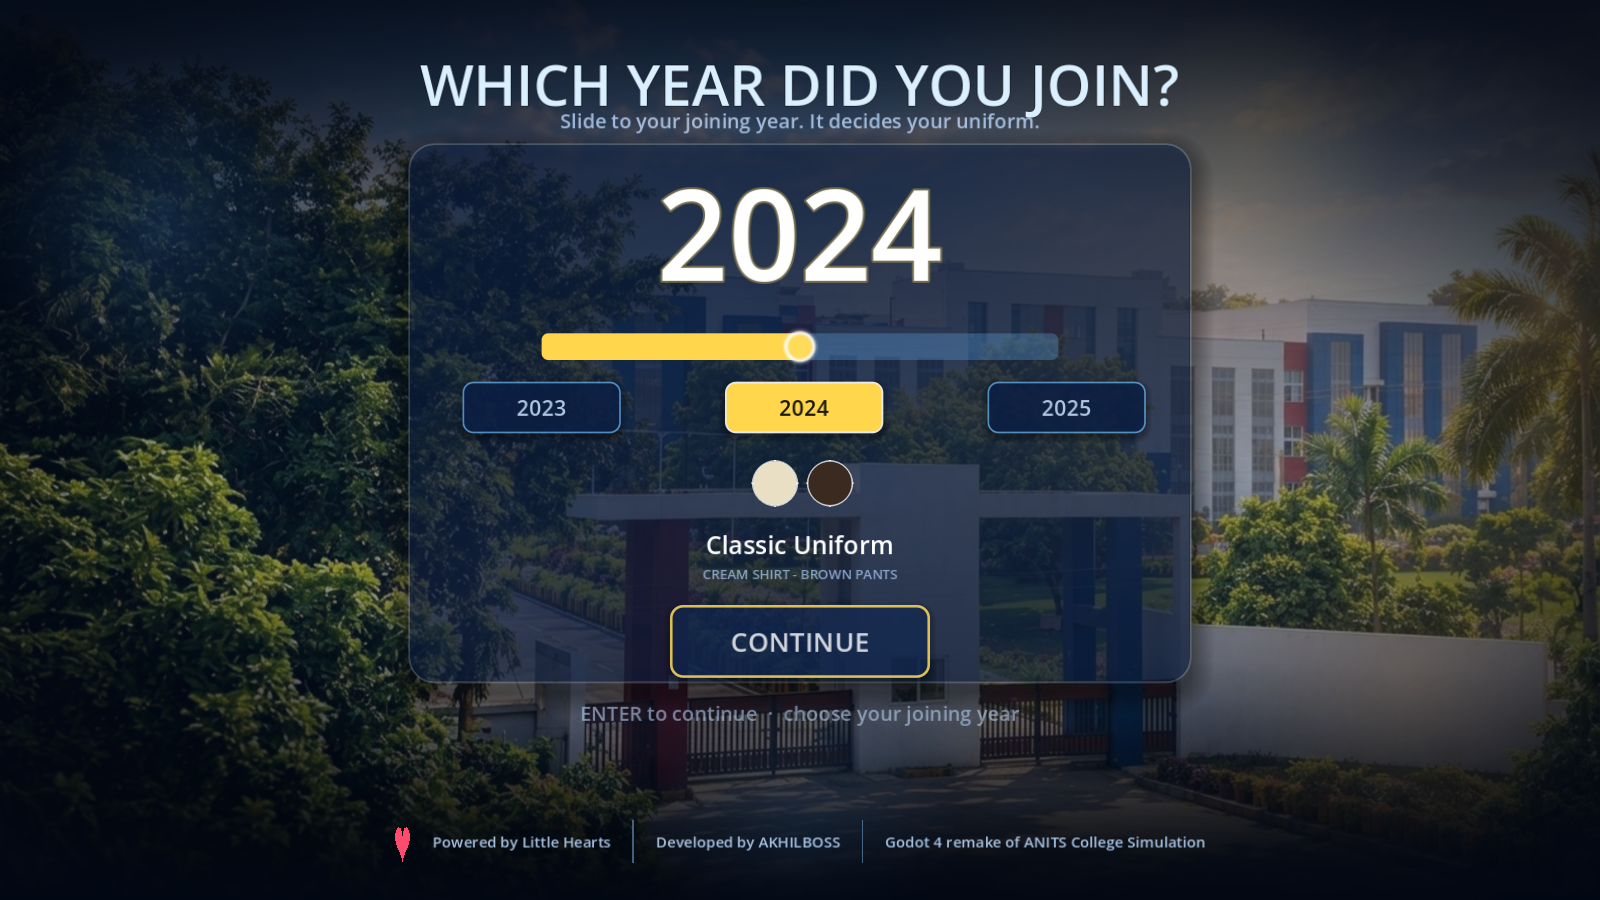 WHICH YEAR DID YOU JOIN?
Slide to your joining year. It decides your uniform.
2024
2023
2024
2025
Classic Uniform
CREAM SHIRT - BROWN PANTS
CONTINUE
ENTER to continue · choose your joining year
Powered by Little Hearts
Developed by AKHILBOSS
Godot 4 remake of ANITS College Simulation